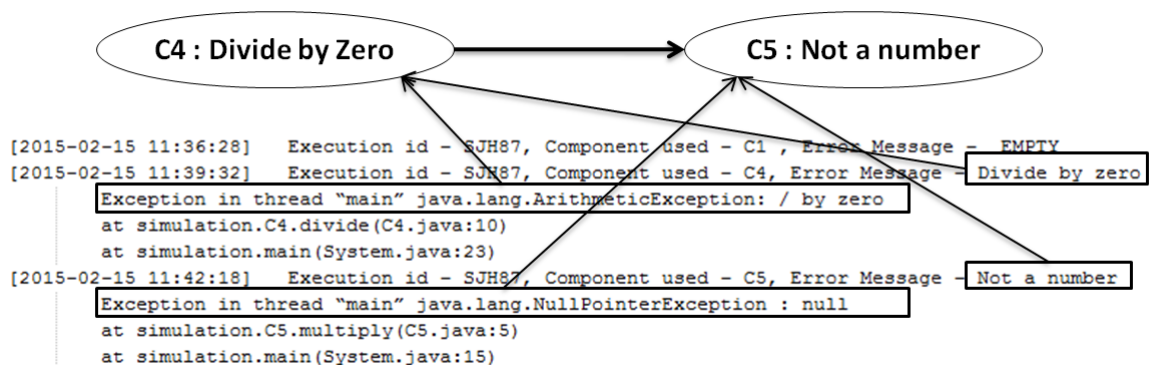 C4 : Divide by Zero
C5 : Not a number
[2015-02-15 11:36:28] Execution id - SJH87, Component used - C1 , Error Message - EMPTY
[2015-02-15 11:39:32] Execution id - SJH87, Component used - C4, Error Message - Divide by zero
Exception in thread “main” java.lang.ArithmeticException: / by zero
at simulation.C4.divide(C4.java:10)
at simulation.main(System.java:23)
[2015-02-15 11:42:18] Execution id - SJH87, Component used - C5, Error Message - Not a number
Exception in thread “main” java.lang.NullPointerException : null
at simulation.C5.multiply(C5.java:5)
at simulation.main(System.java:15)